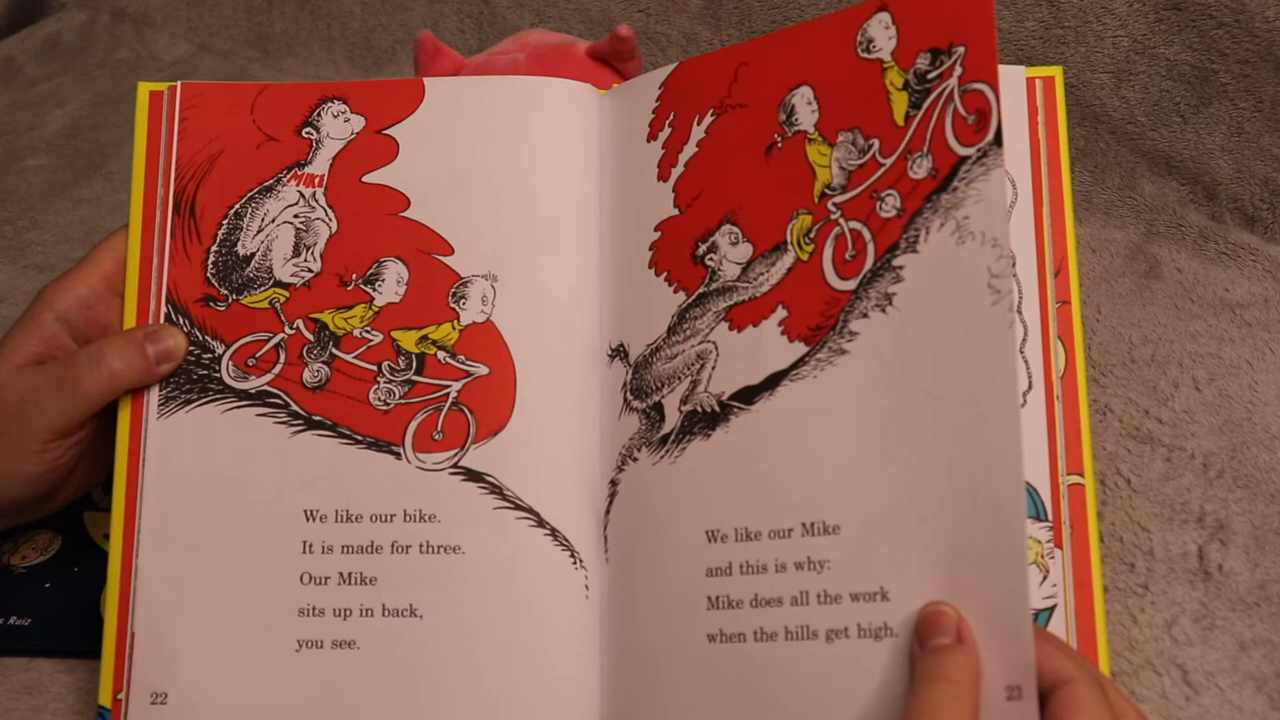 MIKE
We like our bike.
It is made for three.
Our Mike
sits up in back,
you see.
22
We like our Mike
and this is why:
Mike does all the work
when the hills get high.
23
Ruiz